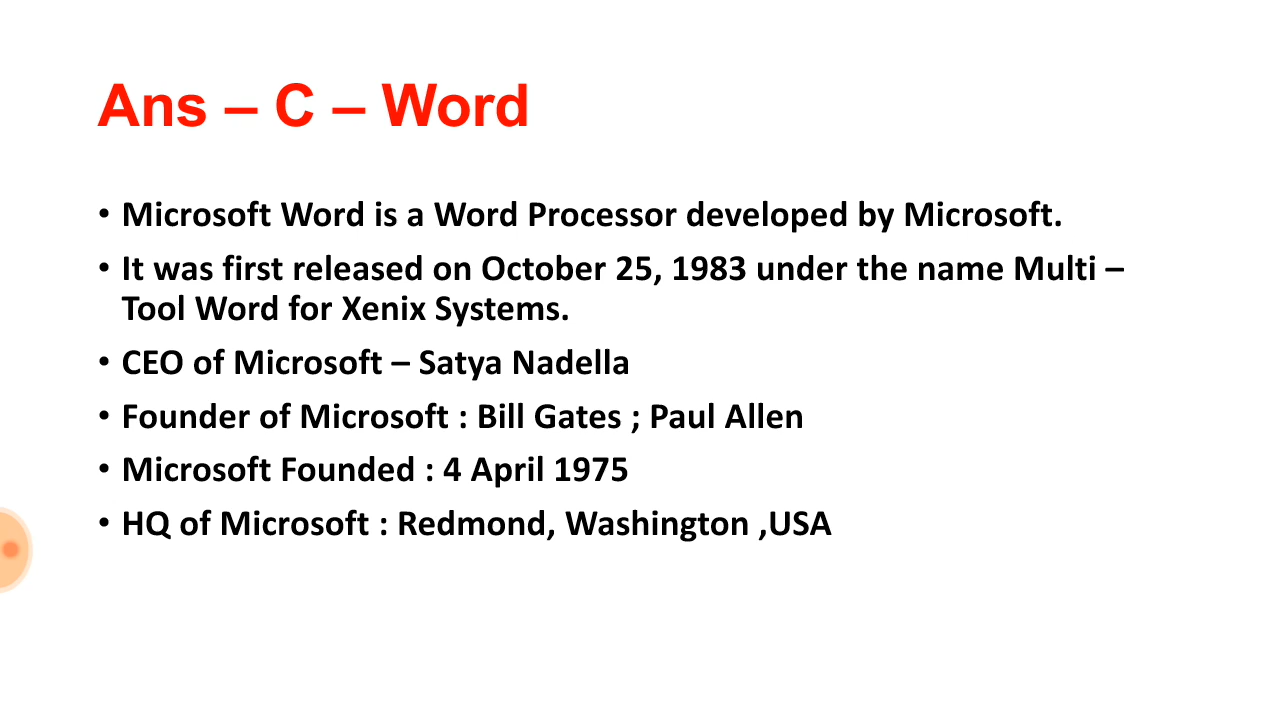 Ans – C – Word
• Microsoft Word is a Word Processor developed by Microsoft.
• It was first released on October 25, 1983 under the name Multi –
Tool Word for Xenix Systems.
• CEO of Microsoft – Satya Nadella
• Founder of Microsoft : Bill Gates ; Paul Allen
• Microsoft Founded : 4 April 1975
• HQ of Microsoft : Redmond, Washington ,USA